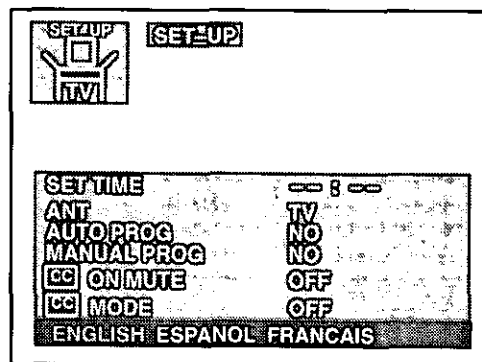 SET-UP
TV
SET-UP
SET TIME -- : --
ANT TV
AUTO PROG NO
MANUAL PROG NO
CC ON MUTE OFF
CC MODE OFF
ENGLISH ESPANOL FRANCAIS